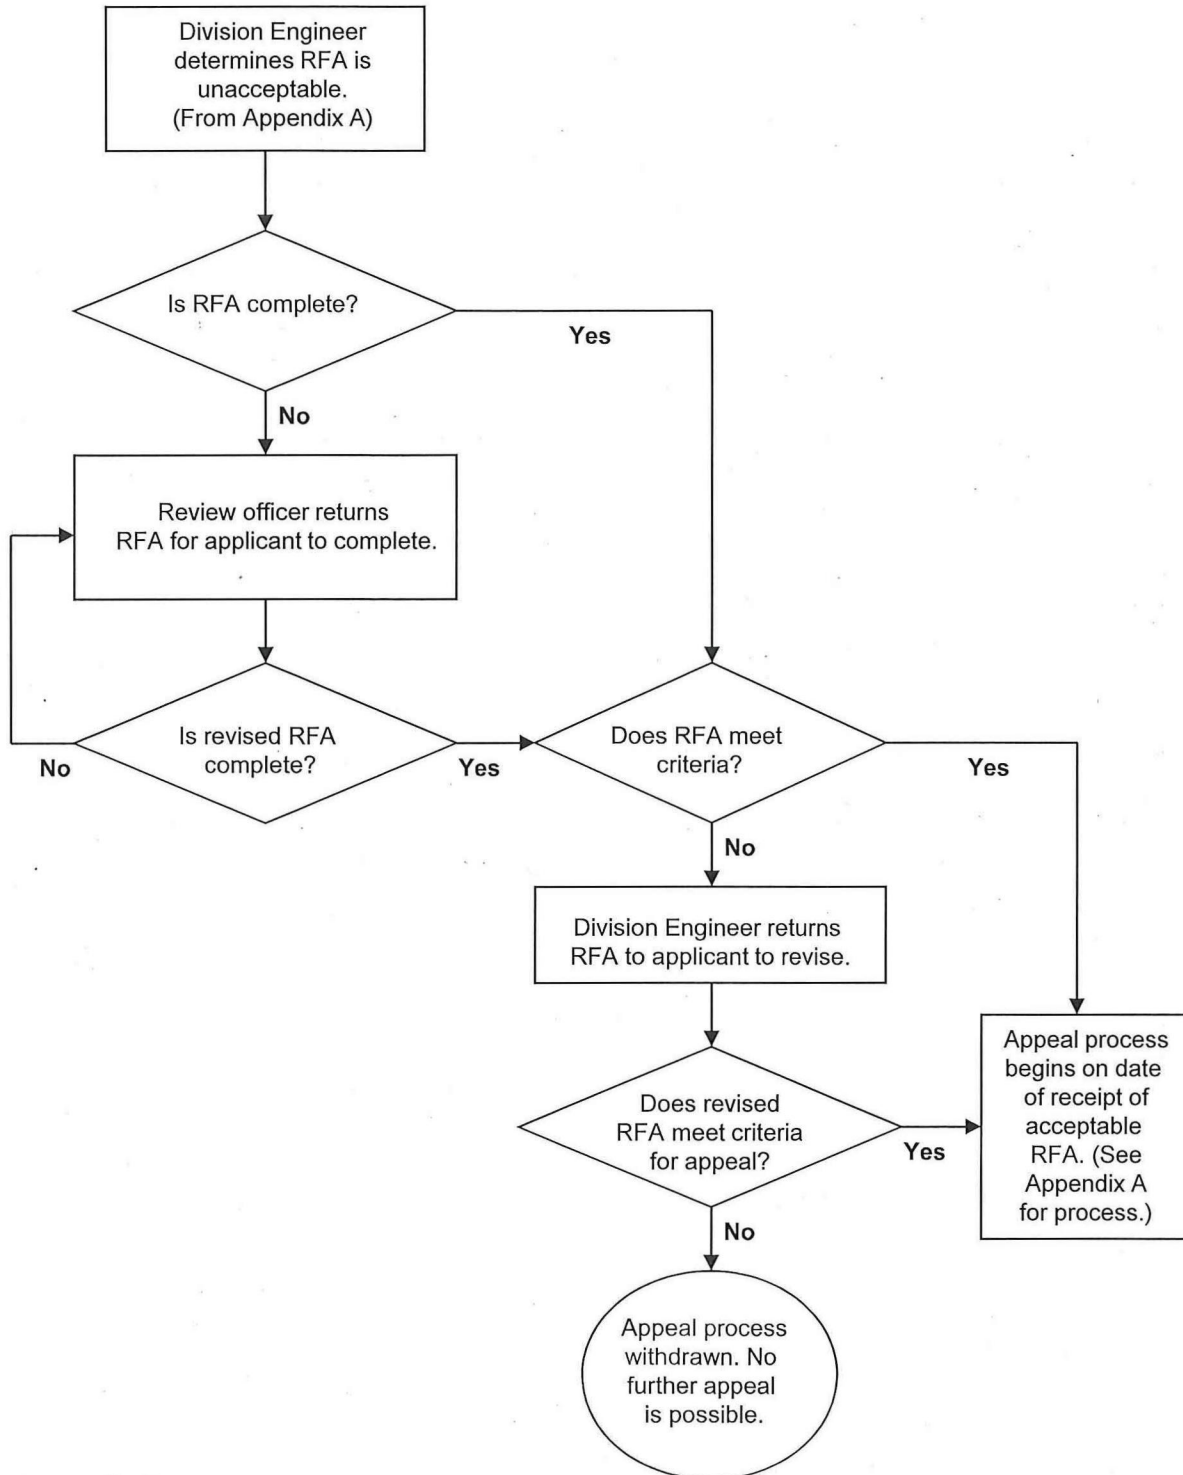 Division Engineer
determines RFA is
unacceptable.
(From Appendix A)
Is RFA complete?
Yes
No
Review officer returns
RFA for applicant to complete.
Is revised RFA
complete?
No
Yes
Does RFA meet
criteria?
Yes
No
Division Engineer returns
RFA to applicant to revise.
Does revised
RFA meet criteria
for appeal?
Yes
Appeal process
begins on date
of receipt of
acceptable
RFA. (See
Appendix A
for process.)
No
Appeal process
withdrawn. No
further appeal
is possible.